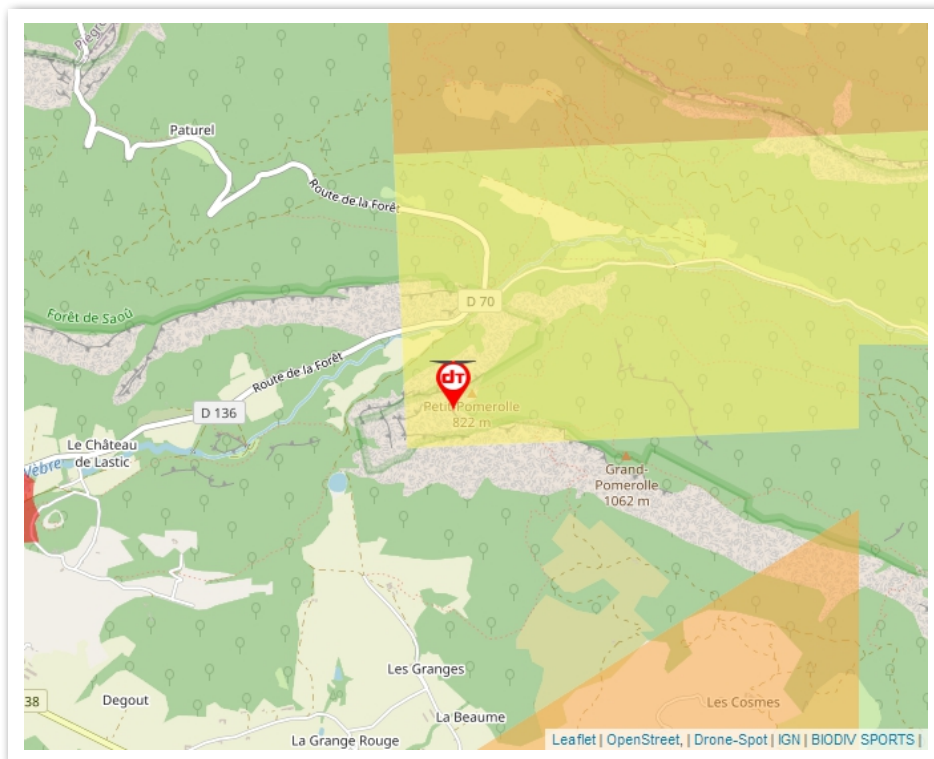 Piégros
Paturel
Route de la Forêt
D 70
Forêt de Saoû
Route de la Forêt
dT
Petit Pomerolle
822 m
D 136
Le Château
de Lastic
Vèbre
Grand-
Pomerolle
1062 m
Les Granges
38
Degout
Les Cosmes
La Beaume
La Grange Rouge
Leaflet | OpenStreet, | Drone-Spot | IGN | BIODIV SPORTS |